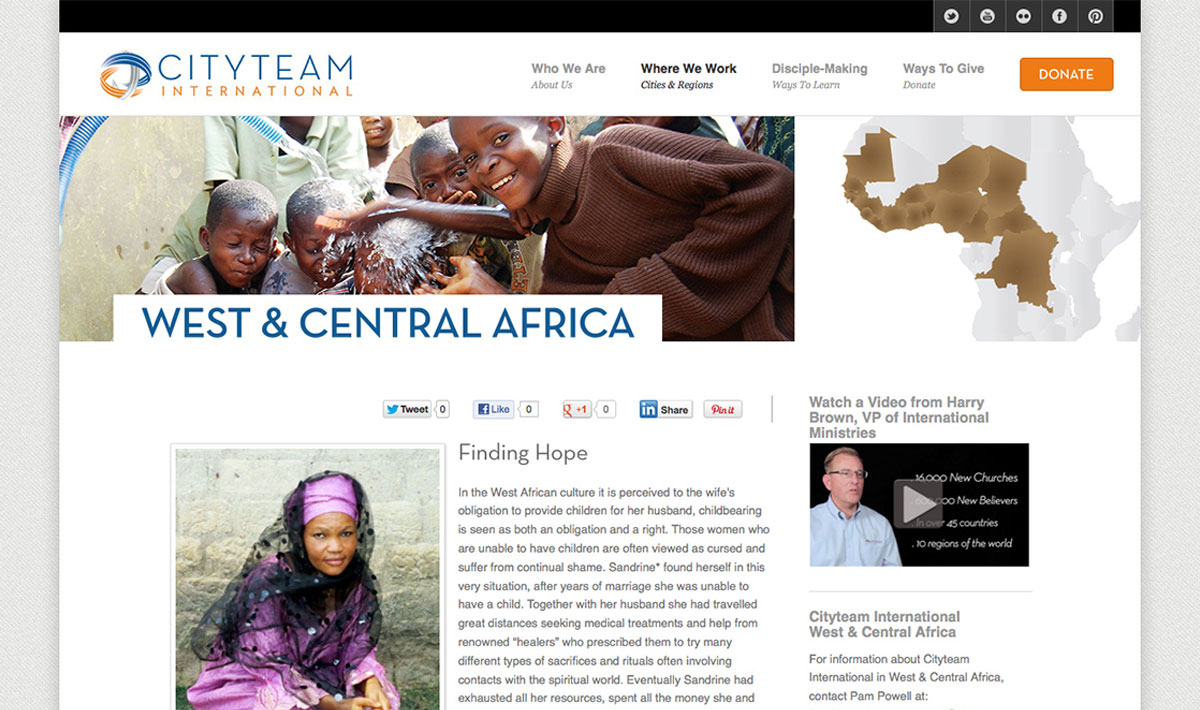 CITYTEAM
INTERNATIONAL
Who We Are
About Us
Where We Work
Cities & Regions
Disciple-Making
Ways To Learn
Ways To Give
Donate
DONATE
WEST & CENTRAL AFRICA
Tweet 0
Like 0
+1 0
in Share
Pin it
Finding Hope
In the West African culture it is perceived to the wife's
obligation to provide children for her husband, childbearing
is seen as both an obligation and a right. Those women who
are unable to have children are often viewed as cursed and
suffer from continual shame. Sandrine* found herself in this
very situation, after years of marriage she was unable to
have a child. Together with her husband she had travelled
great distances seeking medical treatments and help from
renowned “healers” who prescribed them to try many
different types of sacrifices and rituals often involving
contacts with the spiritual world. Eventually Sandrine had
exhausted all her resources, spent all the money she and
Watch a Video from Harry
Brown, VP of International
Ministries
16,000 New Churches
New Believers
In over 45 countries
. 10 regions of the world
Cityteam International
West & Central Africa
For information about Cityteam
International in West & Central Africa,
contact Pam Powell at: